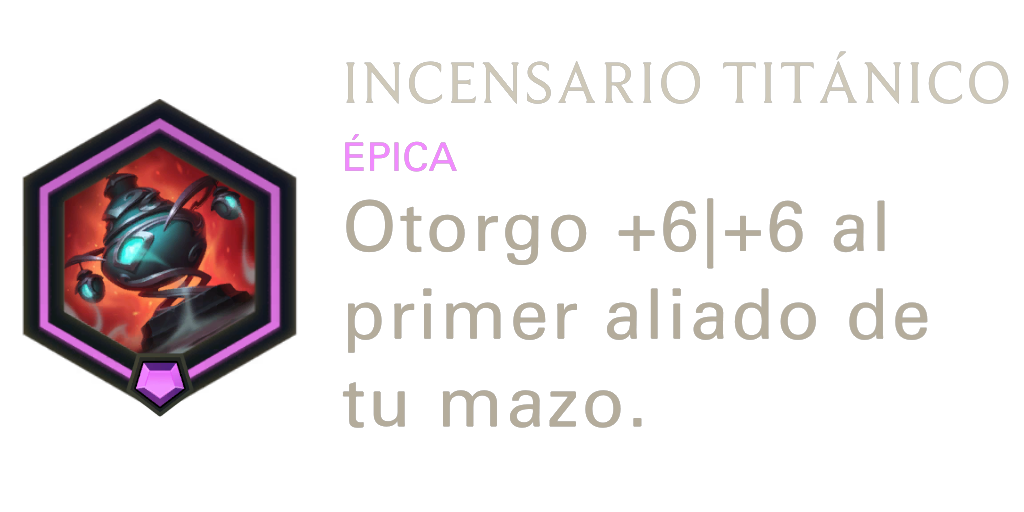 INCENSARIO TITÁNICO
ÉPICA
Otorgo +6|+6 al
primer aliado de
tu mazo.